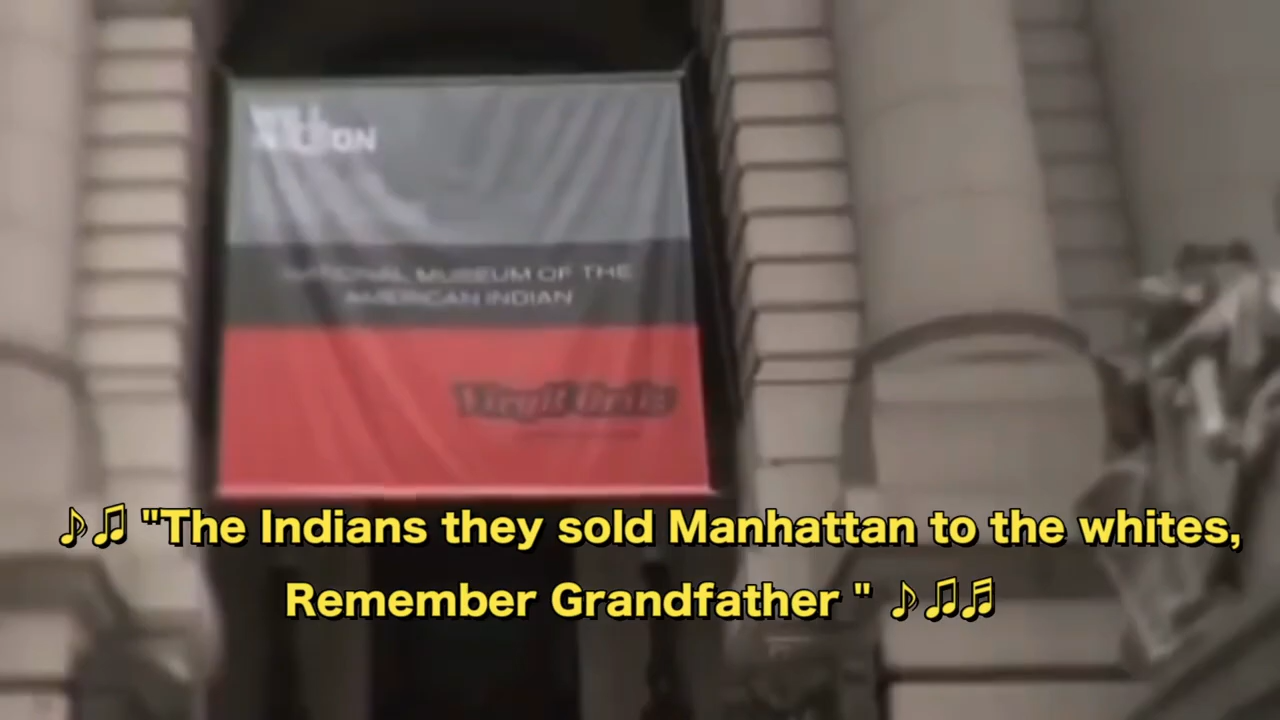 NATIONAL MUSEUM OF THE
AMERICAN INDIAN
♪♫ "The Indians they sold Manhattan to the whites,
Remember Grandfather " ♪♫♬